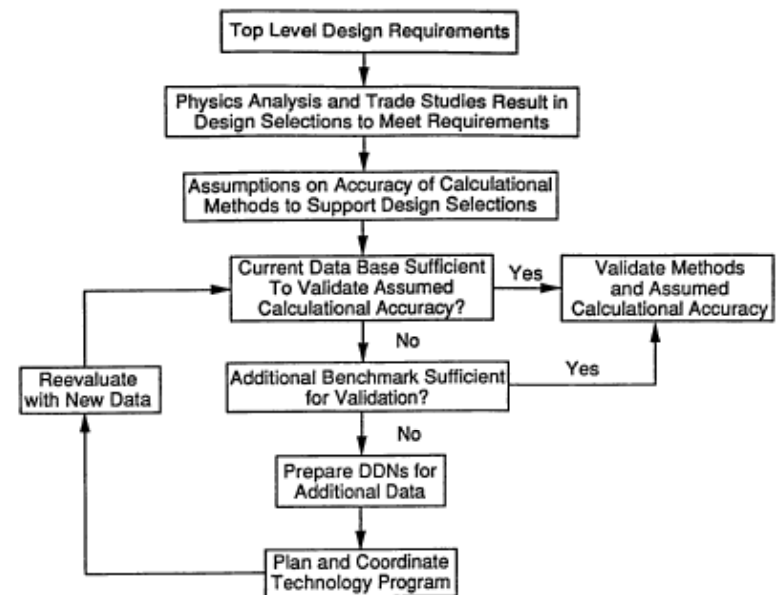 Top Level Design Requirements
Physics Analysis and Trade Studies Result in
Design Selections to Meet Requirements
Assumptions on Accuracy of Calculational
Methods to Support Design Selections
Current Data Base Sufficient
To Validate Assumed
Calculational Accuracy?
Yes
Validate Methods
and Assumed
Calculational Accuracy
No
Reevaluate
with New Data
Additional Benchmark Sufficient
for Validation?
Yes
No
Prepare DDNs for
Additional Data
Plan and Coordinate
Technology Program